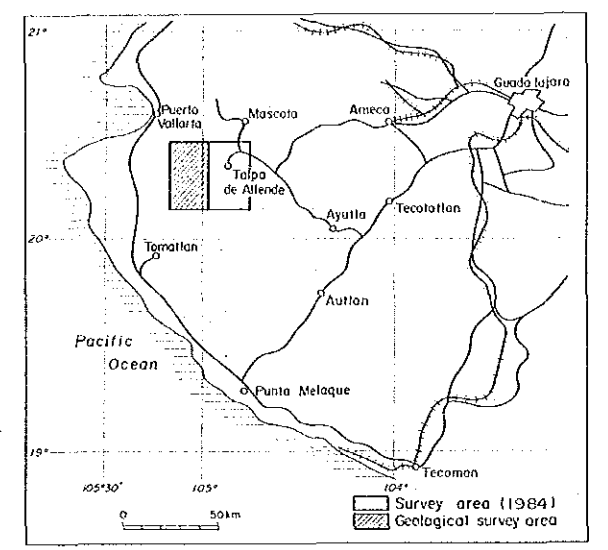 21°
Guadalajara
Puerto
Vallarta
Mascota
Ameca
Talpa
de Allende
Ayutla
Tecolotlan
20°
Tomatlan
Autlan
Pacific
Ocean
Punta Melaque
19°
Tecoman
105°30'
105°
104°
Survey area (1984)
Geological survey area
0
50km